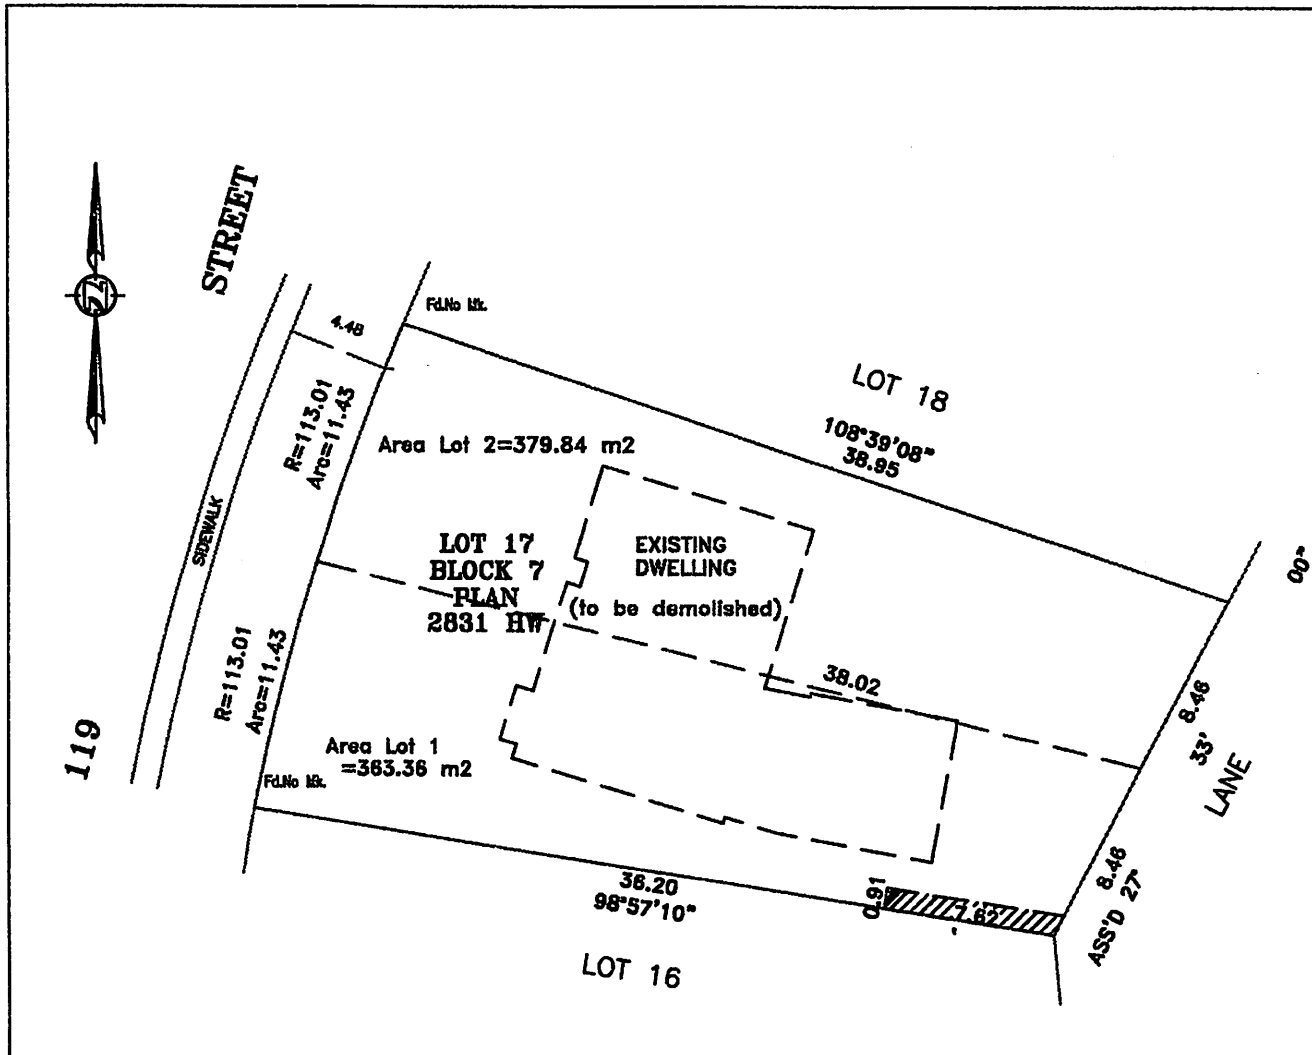 STREET
Fd.No Mk.
4.48
LOT 18
108°39'08"
38.95
R=113.01
Arc=11.43
Area Lot 2=379.84 m2
SIDEWALK
LOT 17
BLOCK 7
PLAN
2831 HW
EXISTING
DWELLING
(to be demolished)
00"
38.02
8.46
33'
LANE
R=113.01
Arc=11.43
119
Area Lot 1
=363.36 m2
Fd.No Mk.
36.20
98°57'10"
0.91
7.62
8.46
ASS'D 27°
LOT 16